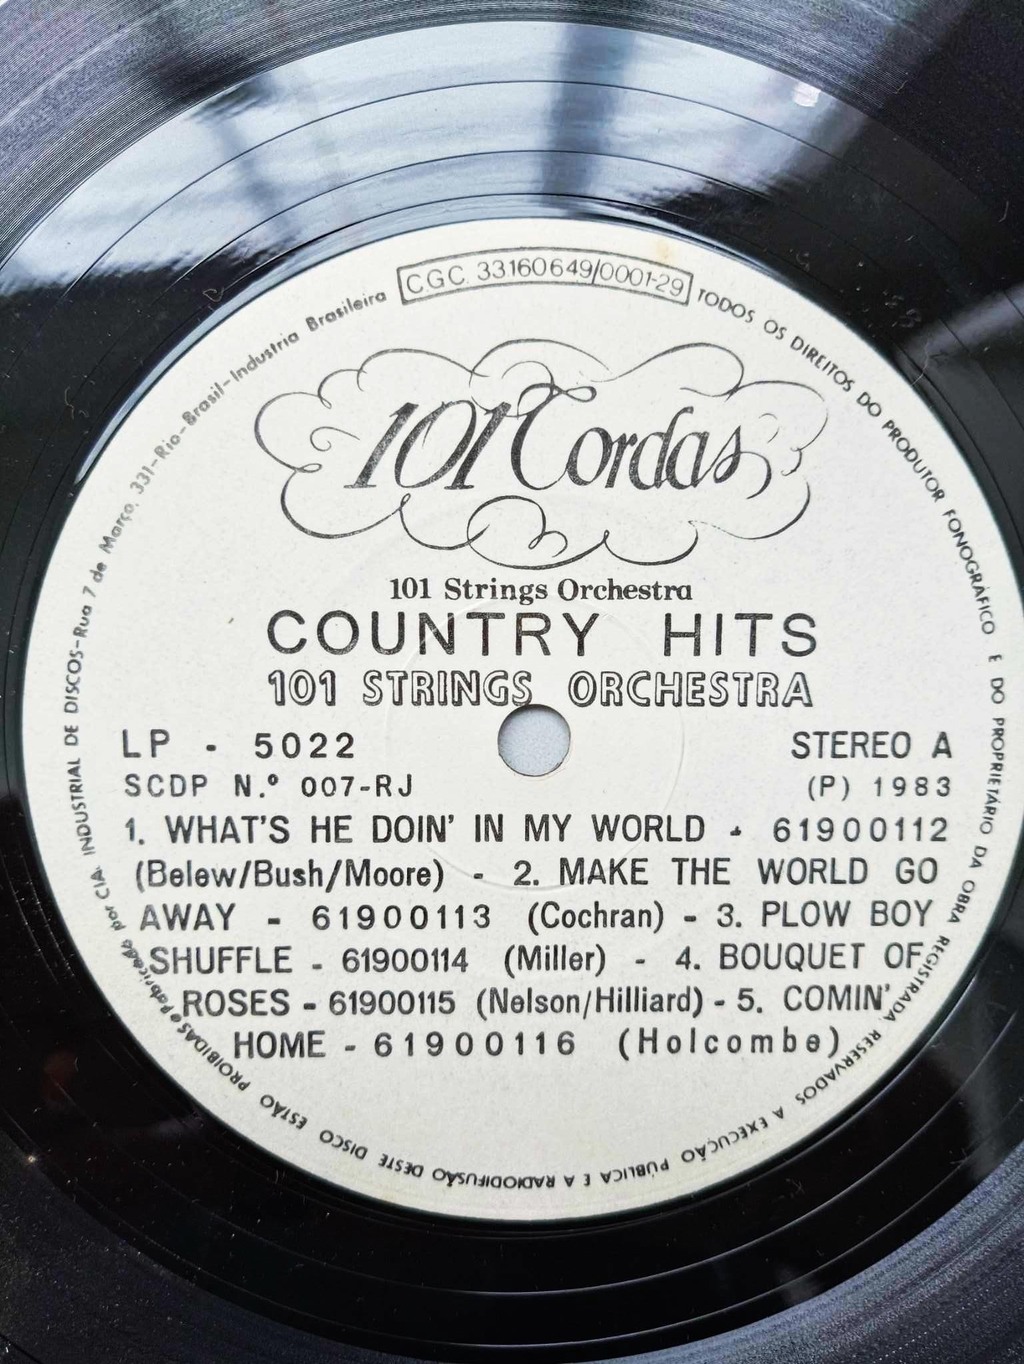 C.G.C. 33160649/0001-29
TODOS OS DIREITOS DO PRODUTOR FONOGRÁFICO E DO PROPRIETÁRIO DA OBRA REGISTRADA RESERVADOS A EXECUÇÃO PÚBLICA E A RADIODIFUSÃO DESTE DISCO ESTÃO PROIBIDAS • Fabricado por CIA INDUSTRIAL DE DISCOS - Rua 7 de Março, 331 - Rio - Brasil - Industria Brasileira
101 Cordas
101 Strings Orchestra
COUNTRY HITS
101 STRINGS ORCHESTRA
LP - 5022 STEREO A
SCDP N.º 007-RJ (P) 1983
1. WHAT'S HE DOIN' IN MY WORLD - 61900112
(Belew/Bush/Moore) - 2. MAKE THE WORLD GO
AWAY - 61900113 (Cochran) - 3. PLOW BOY
SHUFFLE - 61900114 (Miller) - 4. BOUQUET OF
ROSES - 61900115 (Nelson/Hilliard) - 5. COMIN'
HOME - 61900116 (Holcombe)